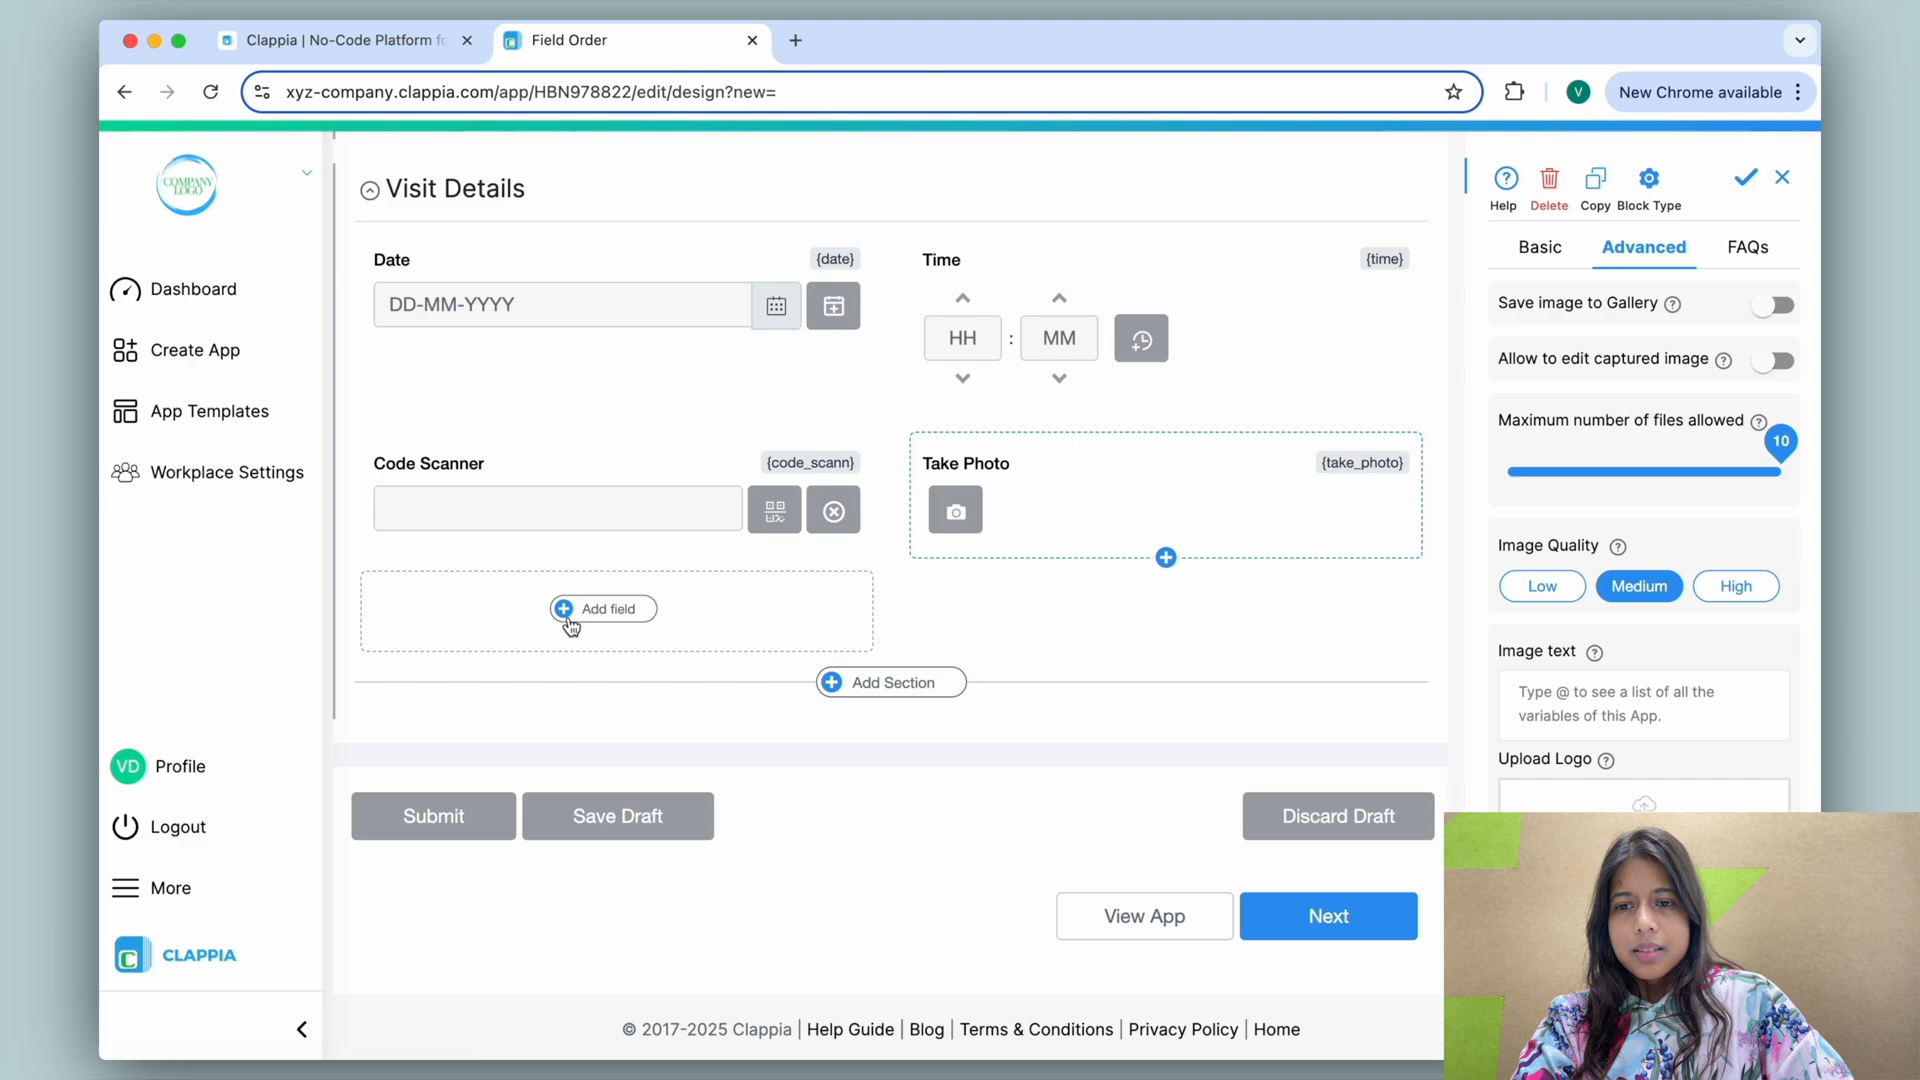 Clappia | No-Code Platform fo
Field Order
xyz-company.clappia.com/app/HBN978822/edit/design?new=
V
New Chrome available
COMPANY
LOGO
Dashboard
Create App
App Templates
Workplace Settings
VD Profile
Logout
More
CLAPPIA
Visit Details
Date
{date}
DD-MM-YYYY
Time
{time}
HH : MM
Code Scanner
{code_scann}
Take Photo
{take_photo}
Add field
Add Section
Submit
Save Draft
Discard Draft
View App
Next
© 2017-2025 Clappia | Help Guide | Blog | Terms & Conditions | Privacy Policy | Home
Help
Delete
Copy
Block Type
Basic
Advanced
FAQs
Save image to Gallery
Allow to edit captured image
Maximum number of files allowed
10
Image Quality
Low
Medium
High
Image text
Type @ to see a list of all the
variables of this App.
Upload Logo